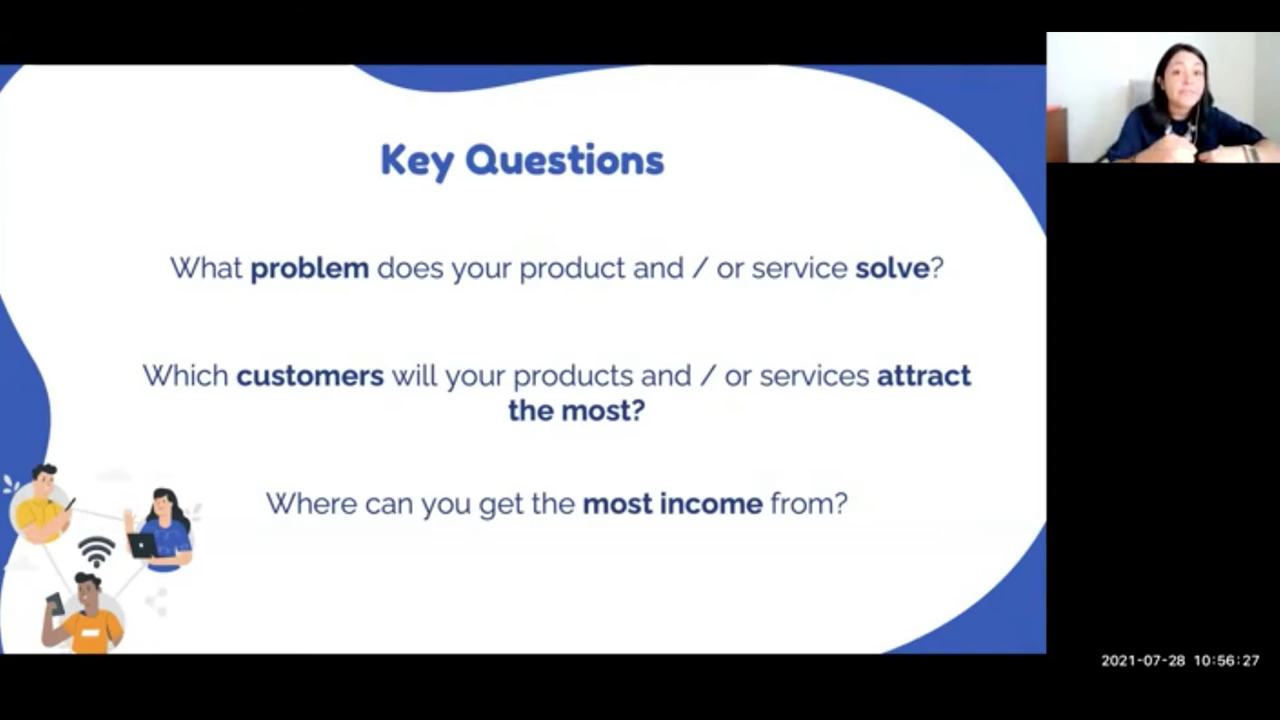 Key Questions
What problem does your product and / or service solve?
Which customers will your products and / or services attract
the most?
Where can you get the most income from?
2021-07-28 10:56:27